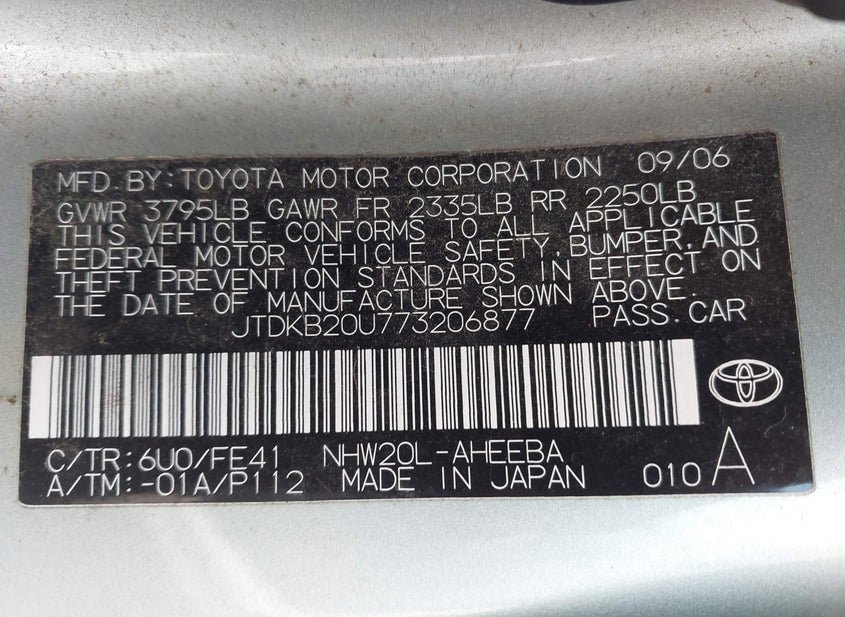 MFD.BY:TOYOTA MOTOR CORPORATION 09/06
GVWR 3795LB GAWR FR 2335LB RR 2250LB
THIS VEHICLE CONFORMS TO ALL APPLICABLE
FEDERAL MOTOR VEHICLE SAFETY, BUMPER, AND
THEFT PREVENTION STANDARDS IN EFFECT ON
THE DATE OF MANUFACTURE SHOWN ABOVE.
JTDKB20U773206877 PASS.CAR
C/TR:6U0/FE41 NHW20L-AHEEBA
A/TM:-01A/P112 MADE IN JAPAN 010 A